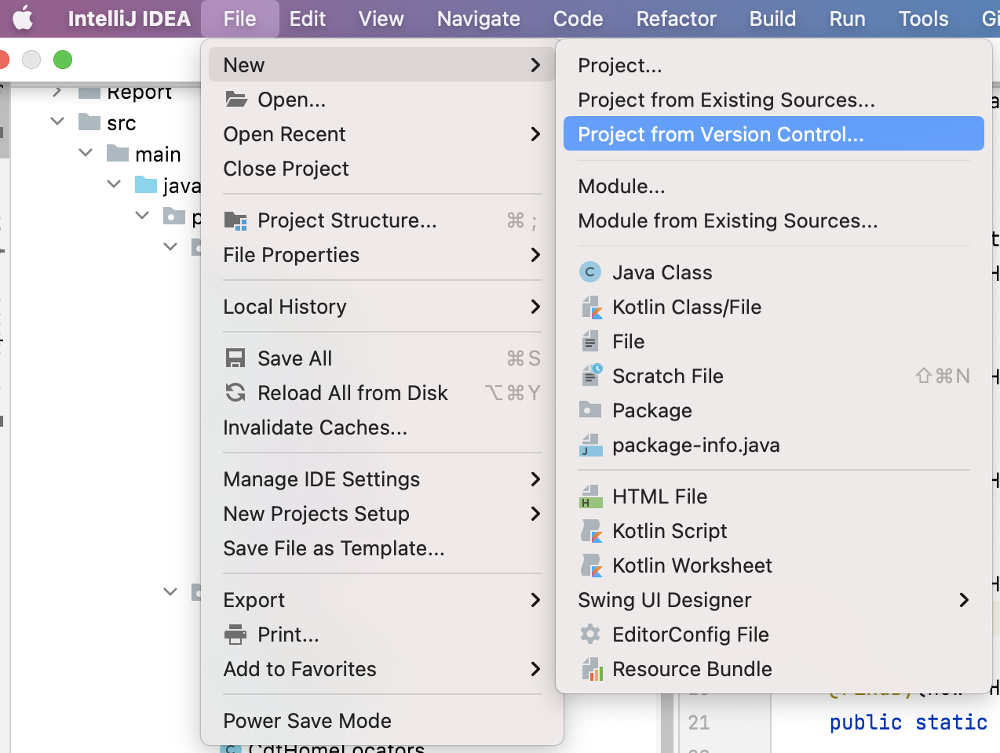 IntelliJ IDEA File Edit View Navigate Code Refactor Build Run Tools Gi
New
Open...
Open Recent
Close Project
Project Structure... ⌘ ;
File Properties
Local History
Save All ⌘S
Reload All from Disk ⌥⌘Y
Invalidate Caches...
Manage IDE Settings
New Projects Setup
Save File as Template...
Export
Print...
Add to Favorites
Power Save Mode
Project...
Project from Existing Sources...
Project from Version Control...
Module...
Module from Existing Sources...
C Java Class
Kotlin Class/File
File
Scratch File ⇧⌘N
Package
J package-info.java
H HTML File
Kotlin Script
Kotlin Worksheet
Swing UI Designer
EditorConfig File
Resource Bundle
Report
src
main
java
p
C CdtHomeLocators
21 public static